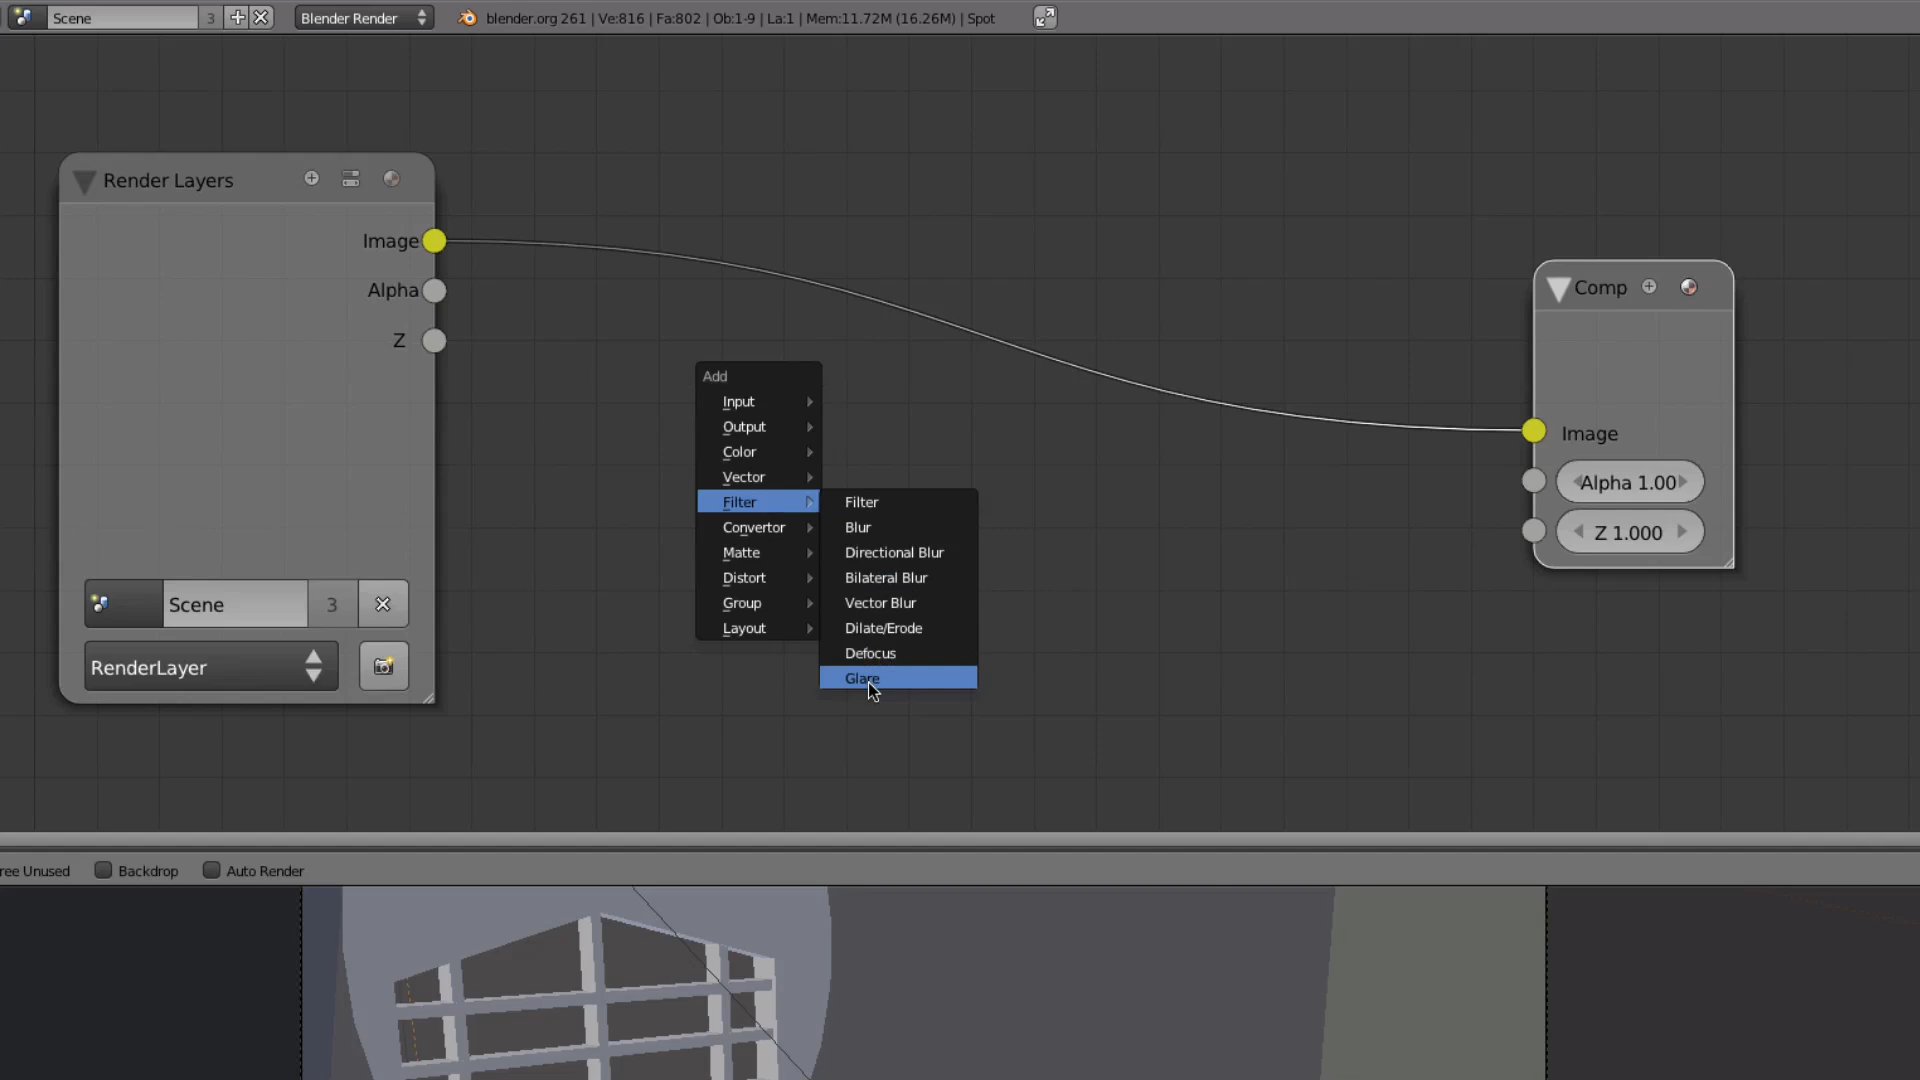 Scene 3 Blender Render blender.org 261 | Ve:816 | Fa:802 | Ob:1-9 | La:1 | Mem:11.72M (16.26M) | Spot
Render Layers
Image
Alpha
Z
Scene 3
RenderLayer
Add
Input
Output
Color
Vector
Filter
Convertor
Matte
Distort
Group
Layout
Filter
Blur
Directional Blur
Bilateral Blur
Vector Blur
Dilate/Erode
Defocus
Glare
Comp
Image
Alpha 1.00
Z 1.000
ree Unused Backdrop Auto Render